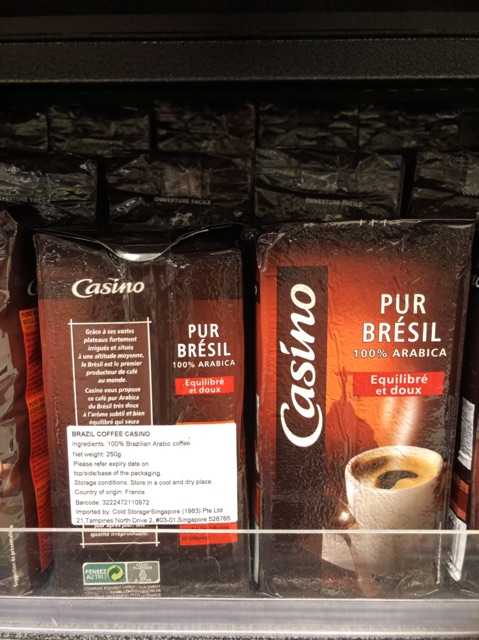 OUVERTURE FACILE
OUVERTURE FACILE
Casino
Grâce à ses vastes
plateaux fortement
irrigués et situés
à une altitude moyenne,
le Brésil est le premier
producteur de café
au monde.
Casino vous propose
ce café pur Arabica
du Brésil très doux
à l'arôme subtil et bien
équilibré qui saura
PUR
BRÉSIL
100% ARABICA
Equilibré
et doux
BRAZIL COFFEE CASINO
Ingredients: 100% Brazilian Arabic coffee.
Net weight: 250g
Please refer expiry date on
top/side/base of the packaging.
Storage conditions: Store in a cool and dry place.
Country of origin: France
Barcode: 3222472110972
Imported by: Cold Storage Singapore (1983) Pte Ltd
21,Tampines North Drive 2, #03-01,Singapore 528765
qualité irréprochable.
PENSEZ
AU TRI !
Casino
PUR
BRÉSIL
100% ARABICA
Equilibré
et doux